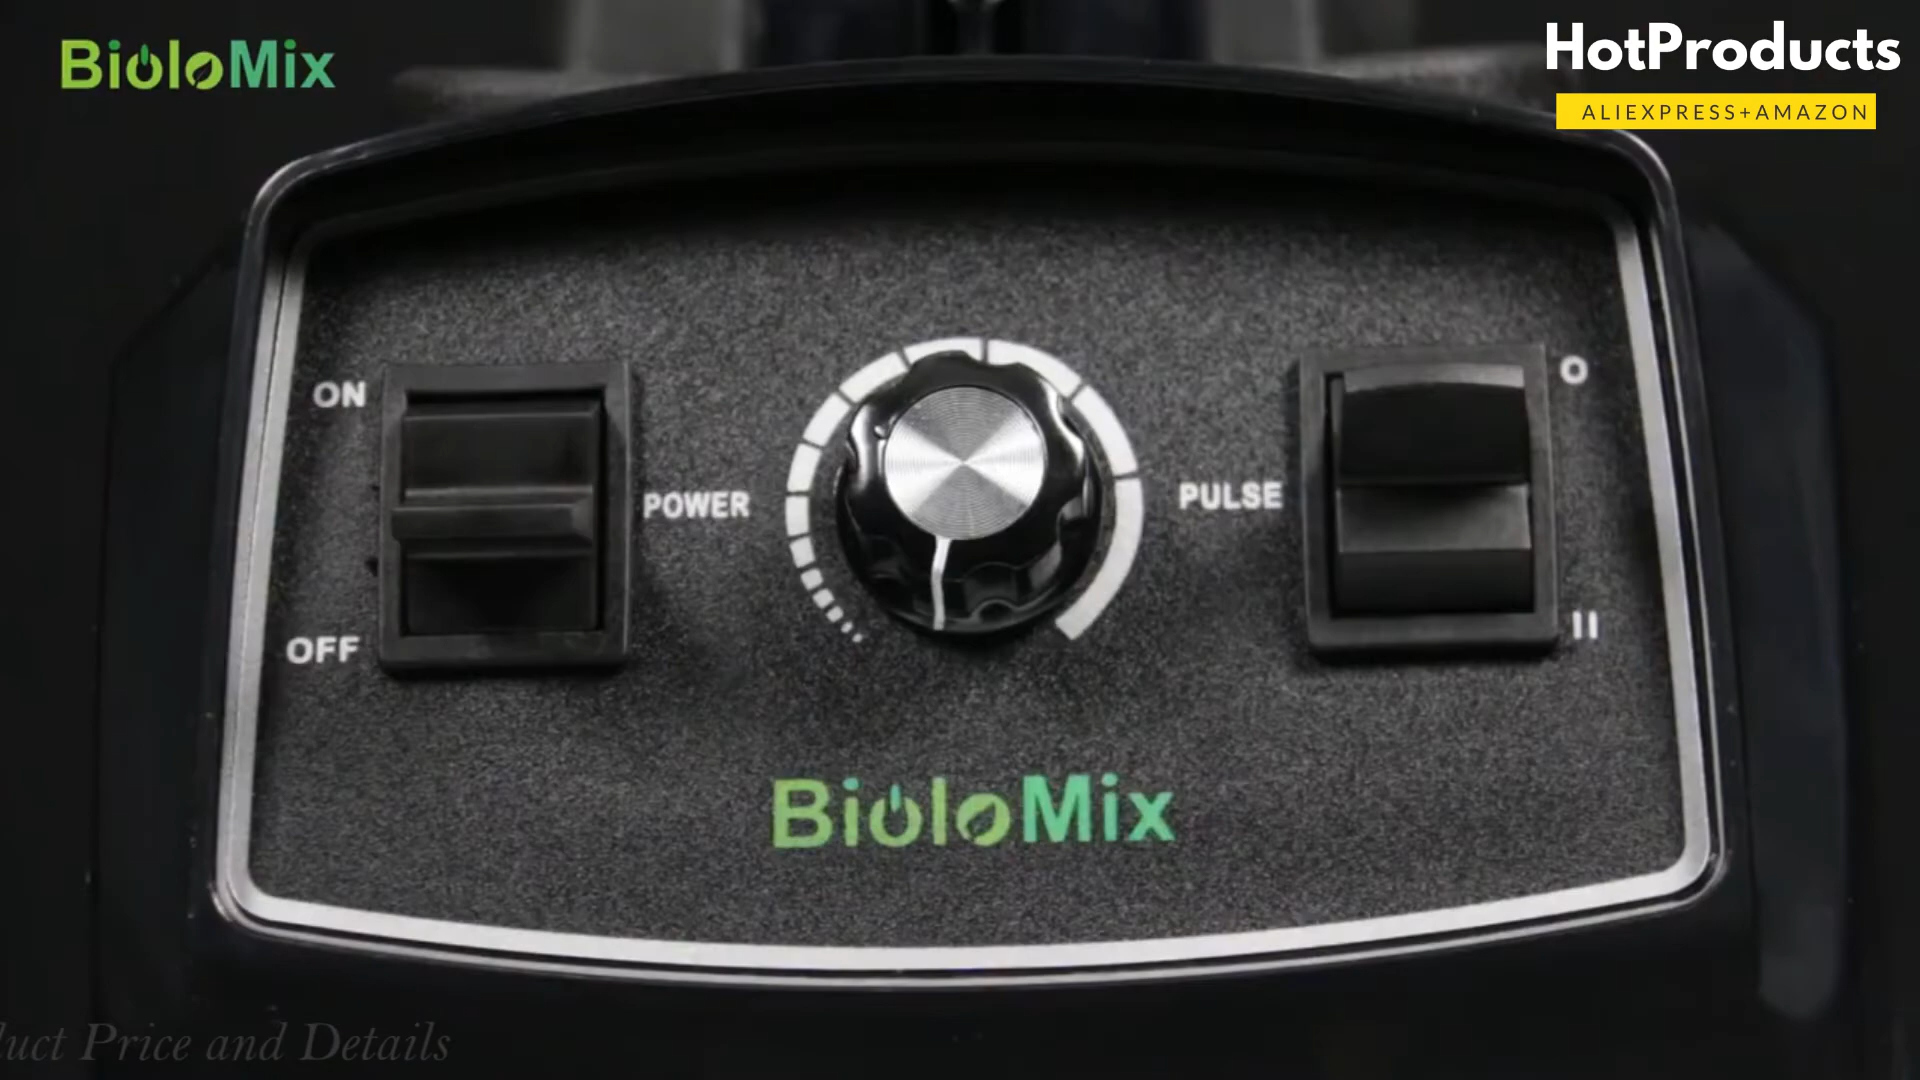 BioloMix
HotProducts
ALIEXPRESS+AMAZON
ON
O
POWER
PULSE
OFF
II
BioloMix
Price and Details